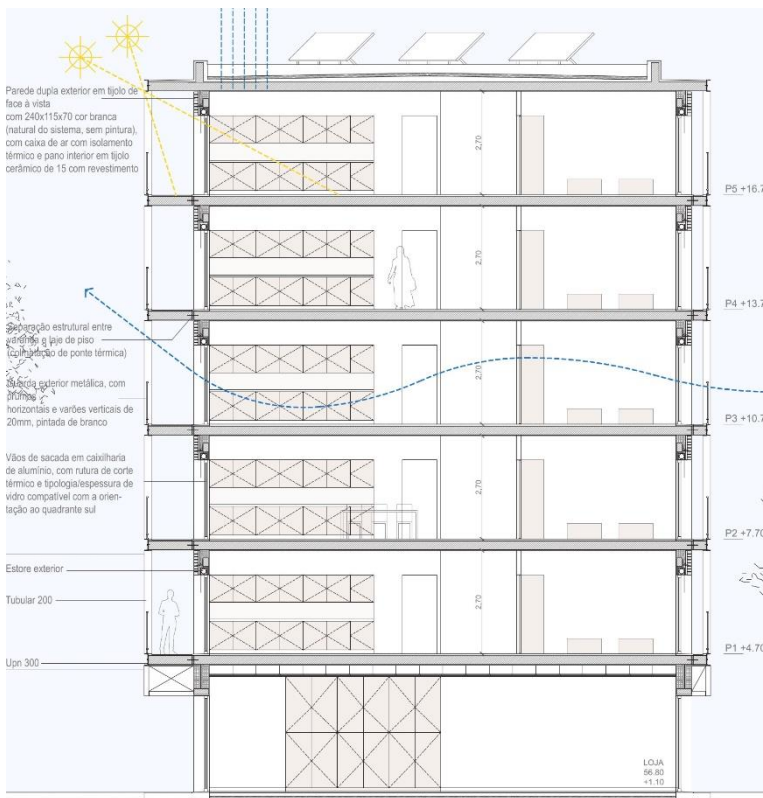 Parede dupla exterior em tijolo de
face à vista
com 240x115x70 cor branca
(natural do sistema, sem pintura),
com caixa de ar com isolamento
térmico e pano interior em tijolo
cerâmico de 15 com revestimento
2,70
P5 +16.7
2,70
P4 +13.7
Separação estrutural entre
varanda e laje de piso
(colmatação de ponte térmica)
Guarda exterior metálica, com
prumos
horizontais e varões verticais de
20mm, pintada de branco
2,70
P3 +10.7
Vãos de sacada em caixilharia
de alumínio, com rutura de corte
térmico e tipologia/espessura de
vidro compatível com a orien-
tação ao quadrante sul
2,70
P2 +7.70
Estore exterior
Tubular 200
2,70
P1 +4.70
Upn 300
LOJA
56.80
+1.10